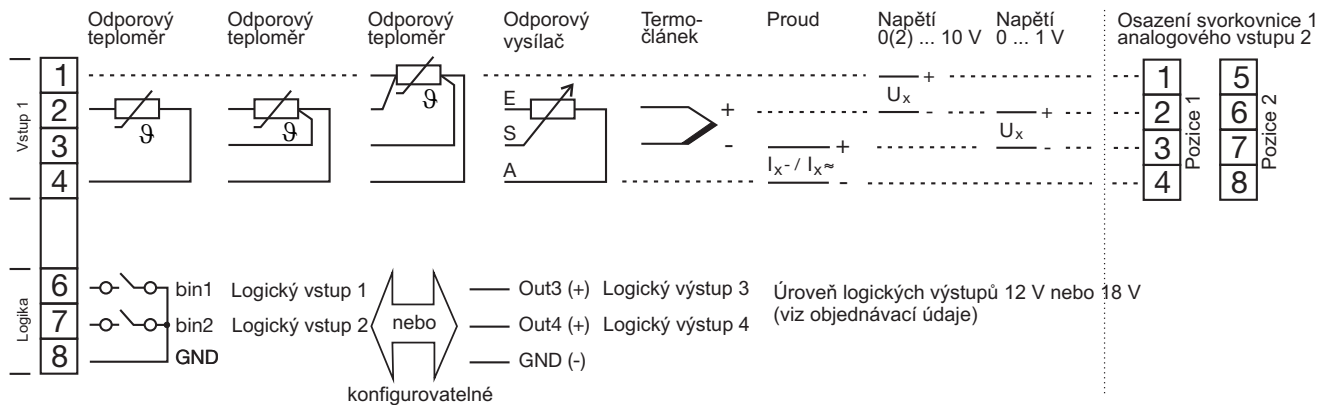 Odporový
teploměr
Odporový
teploměr
Odporový
teploměr
Odporový
vysílač
Termo-
článek
Proud
Napětí
0(2) ... 10 V
Napětí
0 ... 1 V
Osazení svorkovnice 1
analogového vstupu 2
Vstup 1
1
2
3
4
ϑ
ϑ
ϑ
E
S
A
+
-
+
Ix- / Ix≈
-
+
Ux
-
+
Ux
-
1
2
3
4
Pozice 1
5
6
7
8
Pozice 2
Logika
6
7
8
bin1 Logický vstup 1
bin2 Logický vstup 2
GND
nebo
konfigurovatelné
Out3 (+) Logický výstup 3
Out4 (+) Logický výstup 4
GND (-)
Úroveň logických výstupů 12 V nebo 18 V
(viz objednávací údaje)